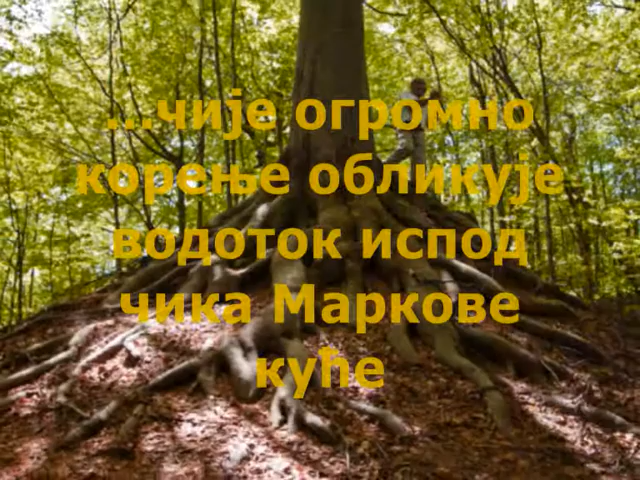 ...чије огромно
корење обликује
водоток испод
чика Маркове
куће